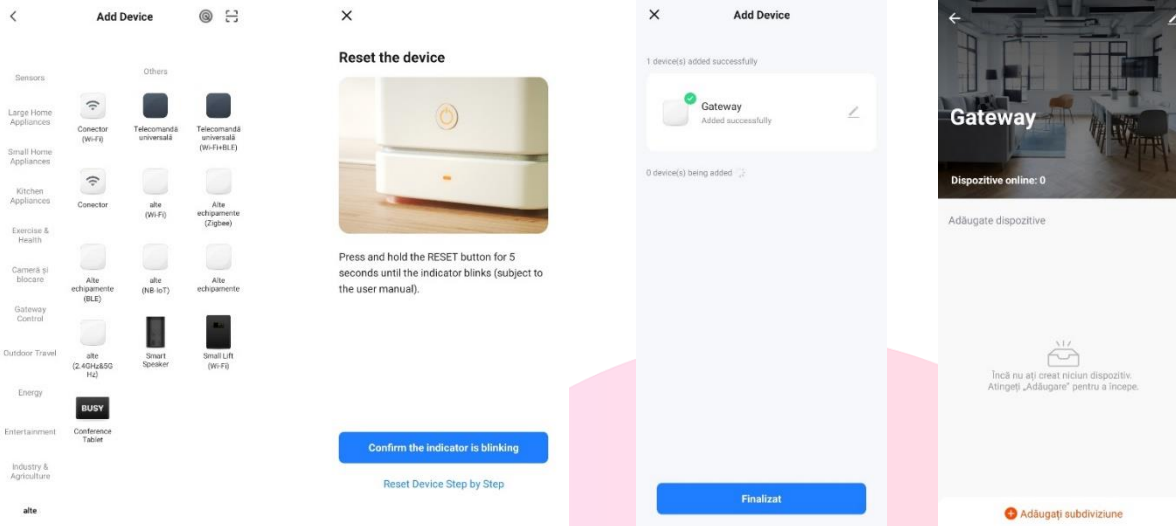 Add Device
Sensors
Large Home
Appliances
Small Home
Appliances
Kitchen
Appliances
Exercise &
Health
Cameră și
blocare
Gateway
Control
Outdoor Travel
Energy
Entertainment
Industry &
Agriculture
alte
Others
Conector
(Wi-Fi)
Telecomandă
universală
Telecomandă
universală
(Wi-Fi+BLE)
Conector
alte
(Wi-Fi)
Alte
echipamente
(Zigbee)
Alte
echipamente
(BLE)
alte
(NB-IoT)
Alte
echipamente
alte
(2.4GHz&5G
Hz)
Smart
Speaker
Small Lift
(Wi-Fi)
BUSY
Conference
Tablet
Reset the device
Press and hold the RESET button for 5
seconds until the indicator blinks (subject to
the user manual).
Confirm the indicator is blinking
Reset Device Step by Step
Add Device
1 device(s) added successfully
Gateway
Added successfully
0 device(s) being added
Finalizat
Gateway
Dispozitive online: 0
Adăugate dispozitive
Încă nu ați creat niciun dispozitiv.
Atingeți „Adăugare” pentru a începe.
Adăugați subdiviziune